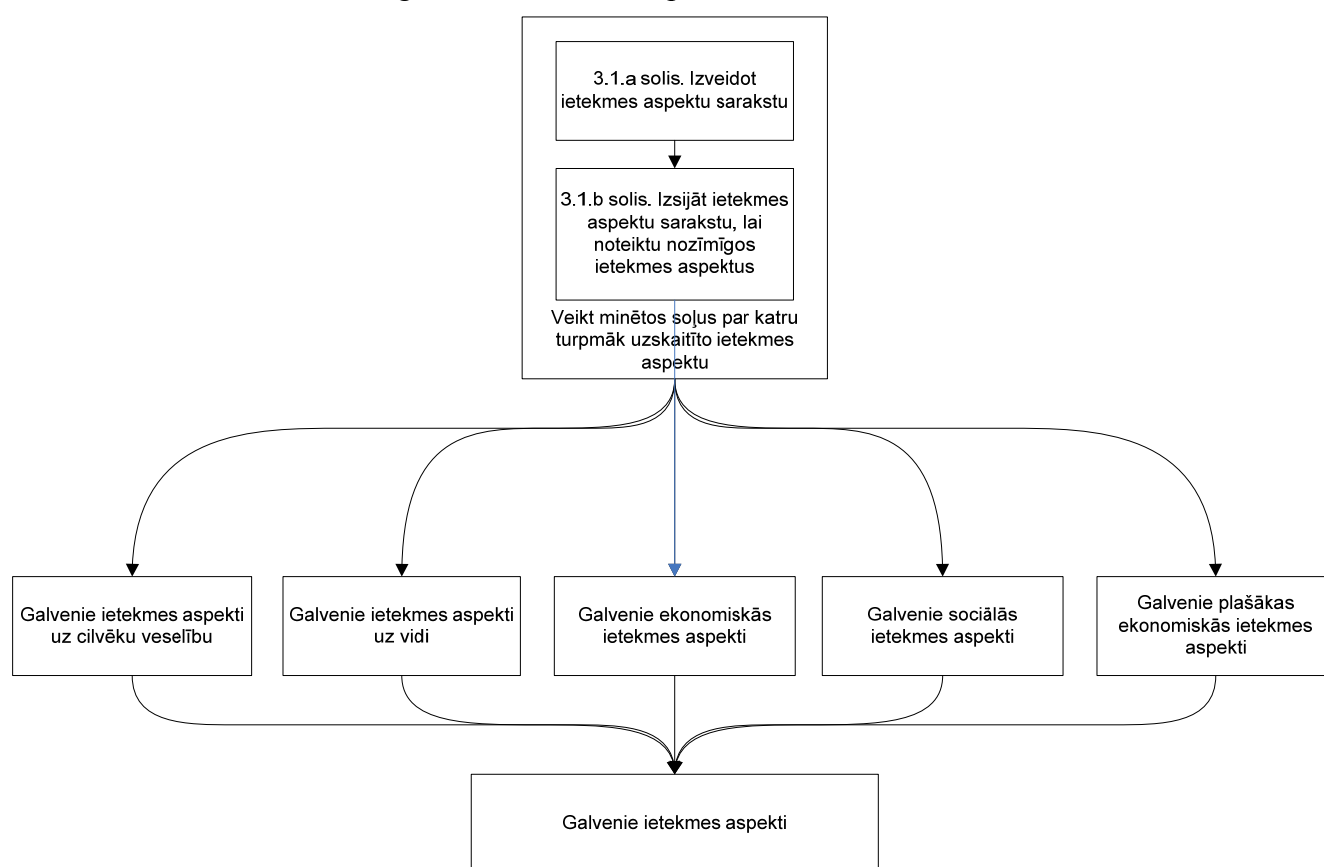 3.1.a solis. Izveidot
ietekmes aspektu sarakstu
3.1.b solis. Izsijāt ietekmes
aspektu sarakstu, lai
noteiktu nozīmīgos
ietekmes aspektus
Veikt minētos soļus par katru
turpmāk uzskaitīto ietekmes
aspektu
Galvenie ietekmes aspekti
uz cilvēku veselību
Galvenie ietekmes aspekti
uz vidi
Galvenie ekonomiskās
ietekmes aspekti
Galvenie sociālās
ietekmes aspekti
Galvenie plašākas
ekonomiskās ietekmes
aspekti
Galvenie ietekmes aspekti